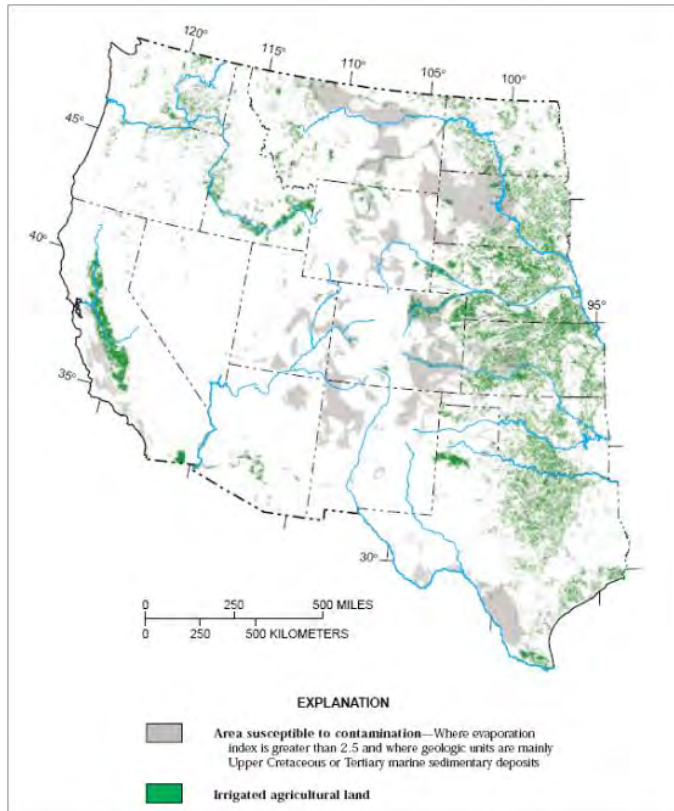 120°
115°
110°
105°
100°
45°
40°
95°
35°
30°
0 250 500 MILES
0 250 500 KILOMETERS
EXPLANATION
Area susceptible to contamination—Where evaporation
index is greater than 2.5 and where geologic units are mainly
Upper Cretaceous or Tertiary marine sedimentary deposits
Irrigated agricultural land